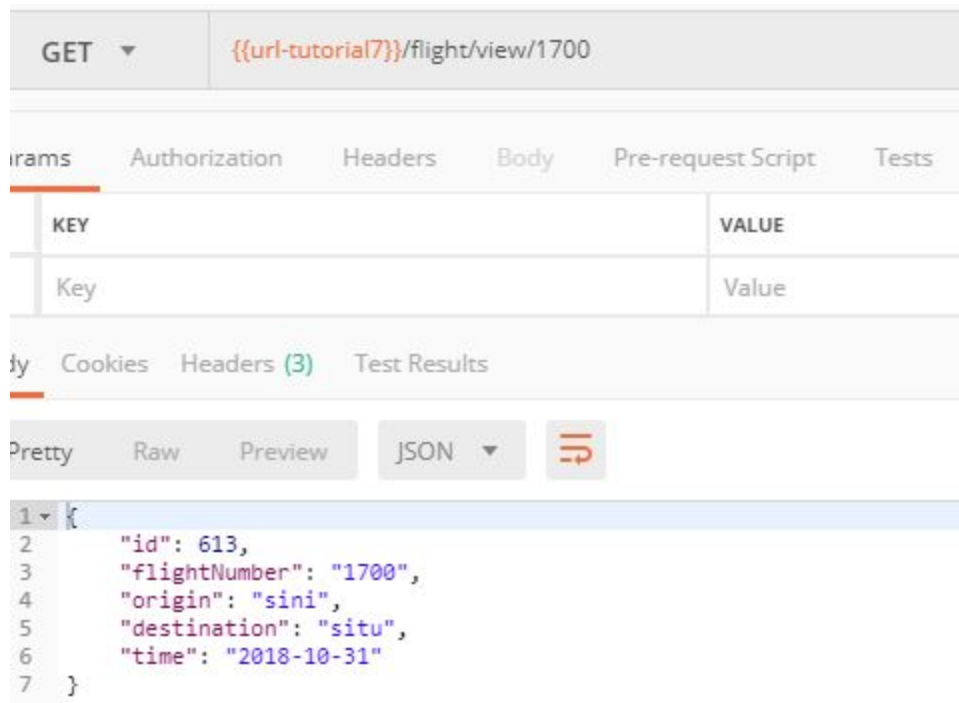 GET {{url-tutorial7}}/flight/view/1700
rams Authorization Headers Body Pre-request Script Tests
KEY VALUE
Key Value
dy Cookies Headers (3) Test Results
Pretty Raw Preview JSON
1 {
2 "id": 613,
3 "flightNumber": "1700",
4 "origin": "sini",
5 "destination": "situ",
6 "time": "2018-10-31"
7 }